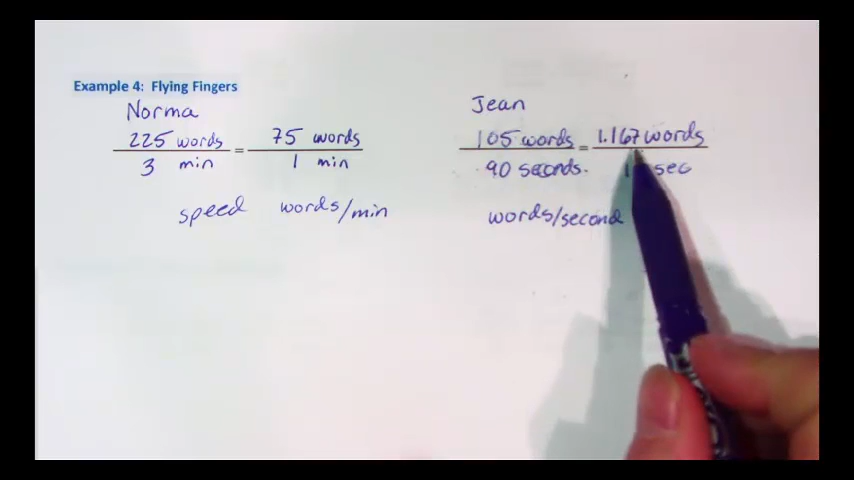 Example 4: Flying Fingers
Norma
225 words = 75 words
3 min 1 min
speed words/min
Jean
105 words = 1.167 words
90 seconds. 1 sec
words/second